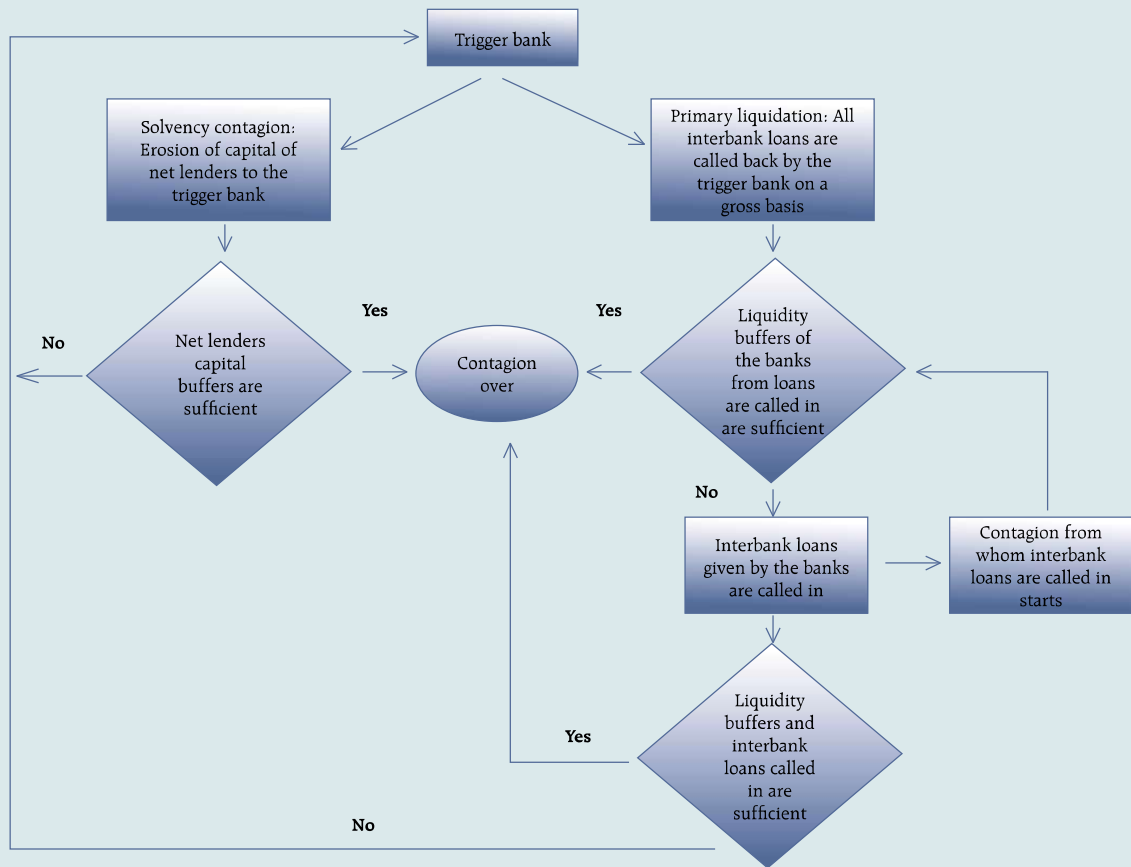 Trigger bank
Solvency contagion:
Erosion of capital of
net lenders to the
trigger bank
Primary liquidation: All
interbank loans are
called back by the
trigger bank on a
gross basis
No
Net lenders
capital
buffers are
sufficient
Yes
Contagion
over
Yes
Liquidity
buffers of
the banks
from loans
are called in
are sufficient
No
Interbank loans
given by the banks
are called in
Contagion from
whom interbank
loans are called in
starts
Yes
Liquidity
buffers and
interbank
loans called
in are
sufficient
No